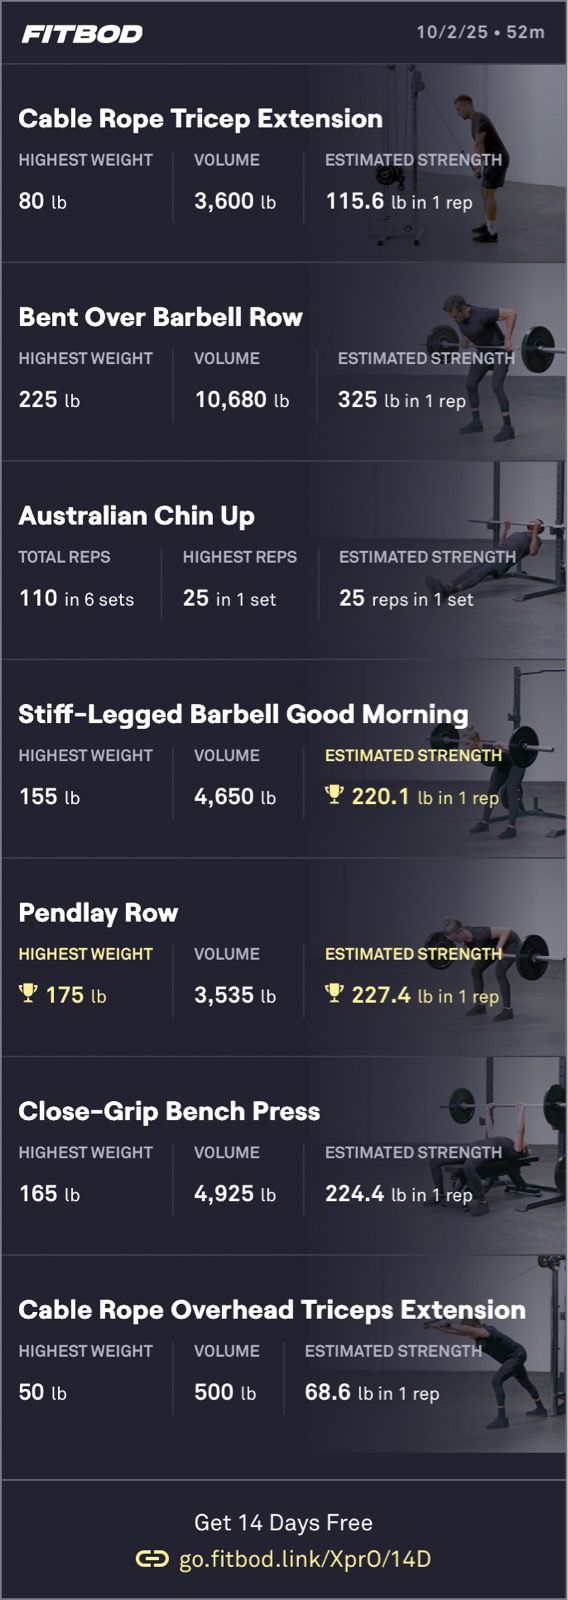 FITBOD 10/2/25 • 52m
Cable Rope Tricep Extension
HIGHEST WEIGHT VOLUME ESTIMATED STRENGTH
80 lb 3,600 lb 115.6 lb in 1 rep
Bent Over Barbell Row
HIGHEST WEIGHT VOLUME ESTIMATED STRENGTH
225 lb 10,680 lb 325 lb in 1 rep
Australian Chin Up
TOTAL REPS HIGHEST REPS ESTIMATED STRENGTH
110 in 6 sets 25 in 1 set 25 reps in 1 set
Stiff-Legged Barbell Good Morning
HIGHEST WEIGHT VOLUME ESTIMATED STRENGTH
155 lb 4,650 lb 220.1 lb in 1 rep
Pendlay Row
HIGHEST WEIGHT VOLUME ESTIMATED STRENGTH
175 lb 3,535 lb 227.4 lb in 1 rep
Close-Grip Bench Press
HIGHEST WEIGHT VOLUME ESTIMATED STRENGTH
165 lb 4,925 lb 224.4 lb in 1 rep
Cable Rope Overhead Triceps Extension
HIGHEST WEIGHT VOLUME ESTIMATED STRENGTH
50 lb 500 lb 68.6 lb in 1 rep
Get 14 Days Free
go.fitbod.link/XprO/14D